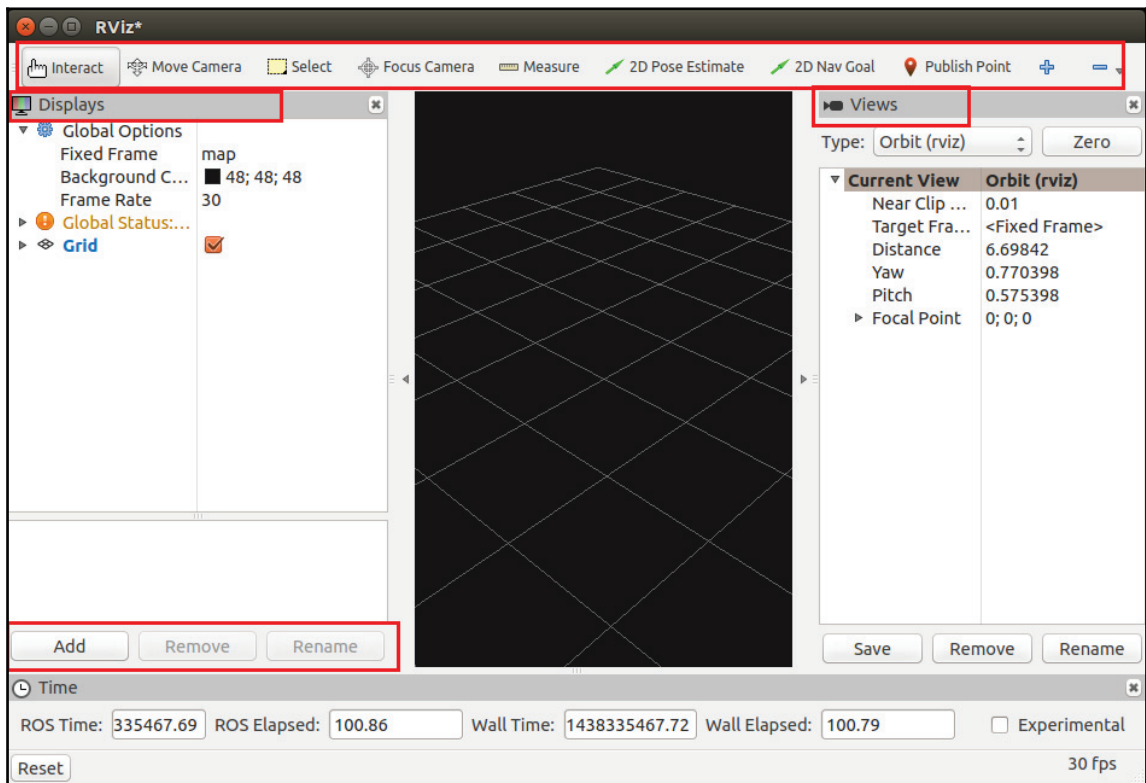 RViz*
Interact Move Camera Select Focus Camera Measure 2D Pose Estimate 2D Nav Goal Publish Point
Displays
Global Options
Fixed Frame map
Background C... 48; 48; 48
Frame Rate 30
Global Status:...
Grid
Add Remove Rename
Views
Type: Orbit (rviz) Zero
Current View Orbit (rviz)
Near Clip ... 0.01
Target Fra... <Fixed Frame>
Distance 6.69842
Yaw 0.770398
Pitch 0.575398
Focal Point 0; 0; 0
Save Remove Rename
Time
ROS Time: 335467.69 ROS Elapsed: 100.86 Wall Time: 1438335467.72 Wall Elapsed: 100.79 Experimental
Reset 30 fps